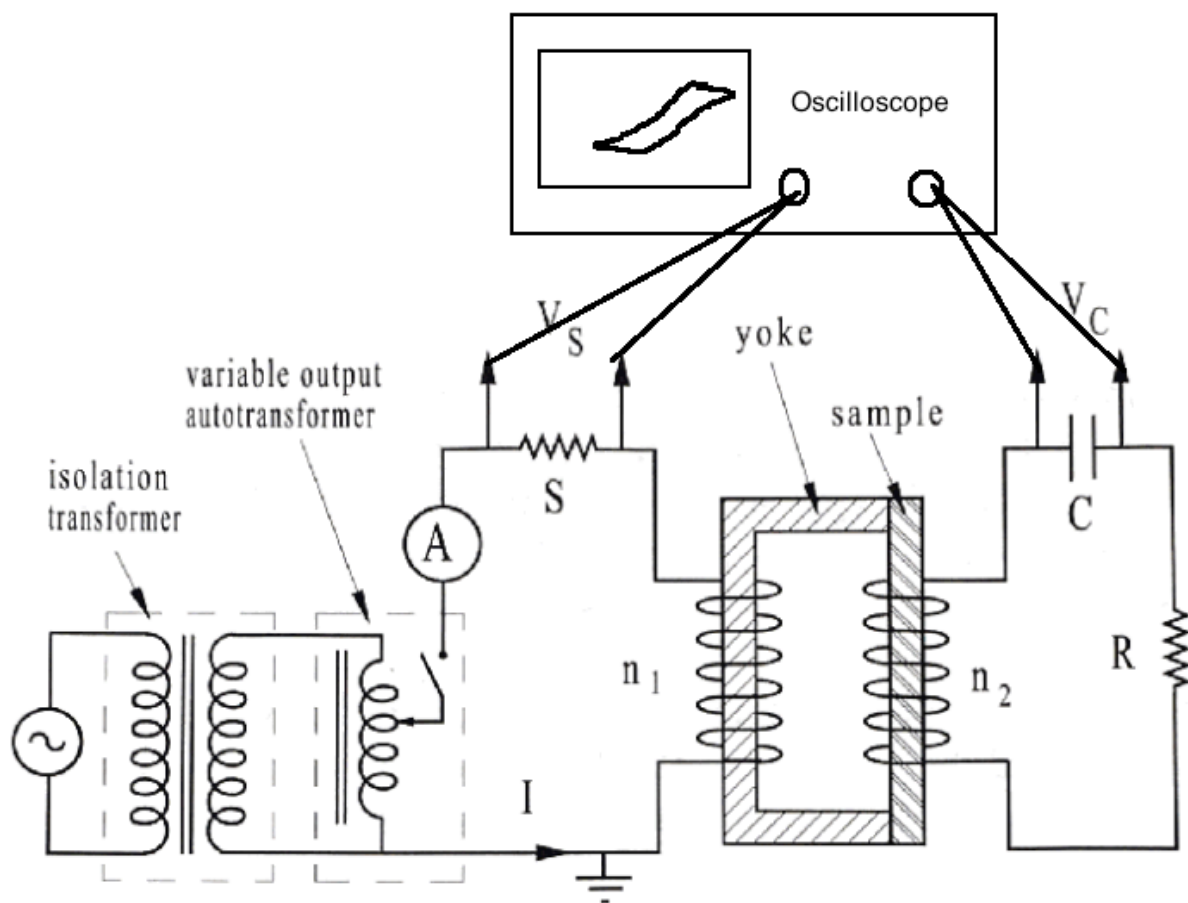 Oscilloscope
V
S
V
C
yoke
variable output
autotransformer
sample
isolation
transformer
S
C
A
n
1
n
2
R
I